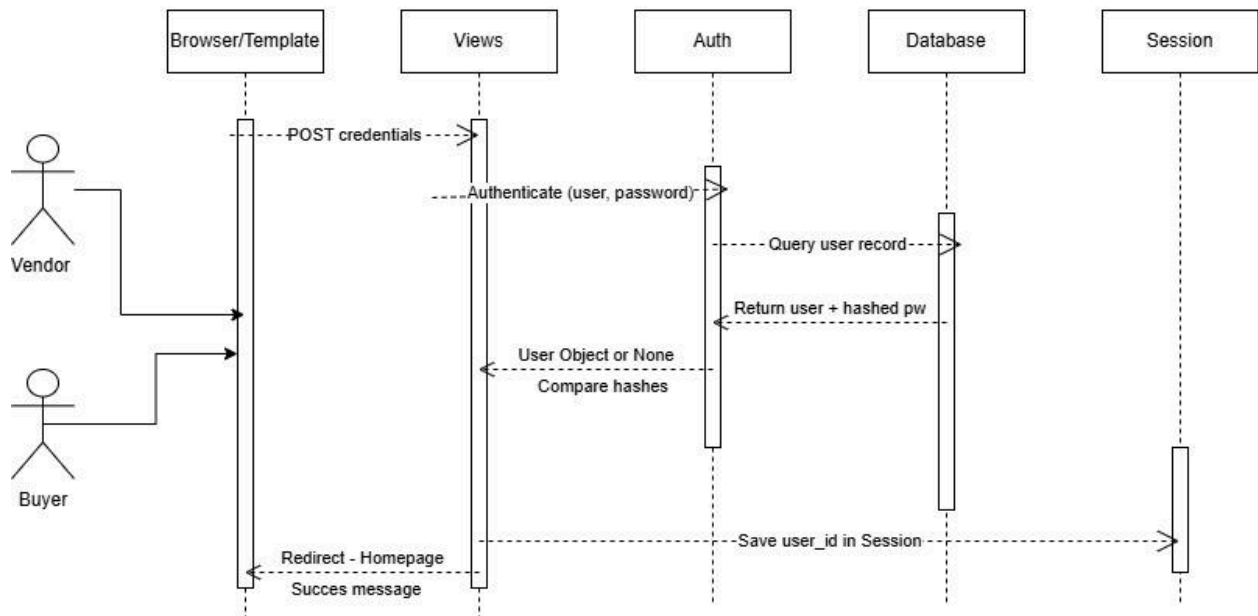 Browser/Template
Views
Auth
Database
Session
POST credentials
Authenticate (user, password)
Vendor
Query user record
Return user + hashed pw
User Object or None
Compare hashes
Buyer
Save user_id in Session
Redirect - Homepage
Succes message